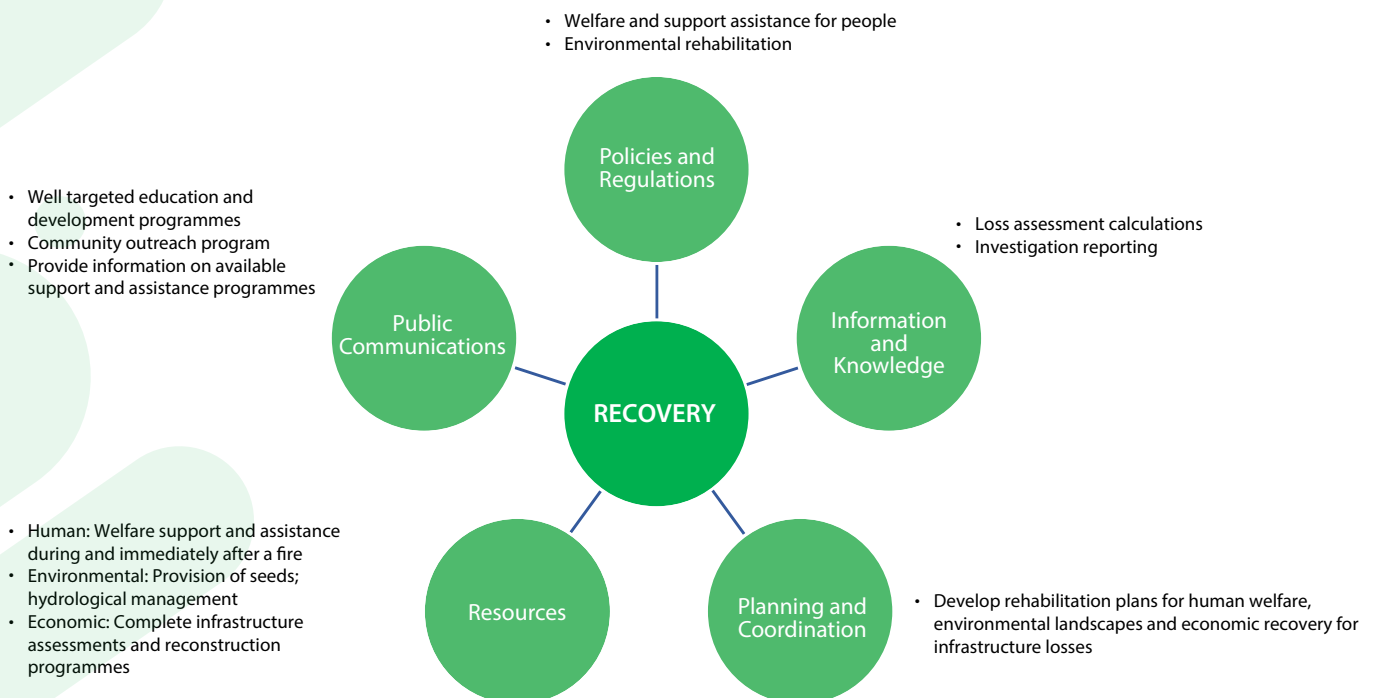 • Welfare and support assistance for people
• Environmental rehabilitation
Policies and
Regulations
• Well targeted education and
development programmes
• Community outreach program
• Provide information on available
support and assistance programmes
• Loss assessment calculations
• Investigation reporting
Public
Communications
Information
and
Knowledge
RECOVERY
• Human: Welfare support and assistance
during and immediately after a fire
• Environmental: Provision of seeds;
hydrological management
• Economic: Complete infrastructure
assessments and reconstruction
programmes
Resources
Planning and
Coordination
• Develop rehabilitation plans for human welfare,
environmental landscapes and economic recovery for
infrastructure losses